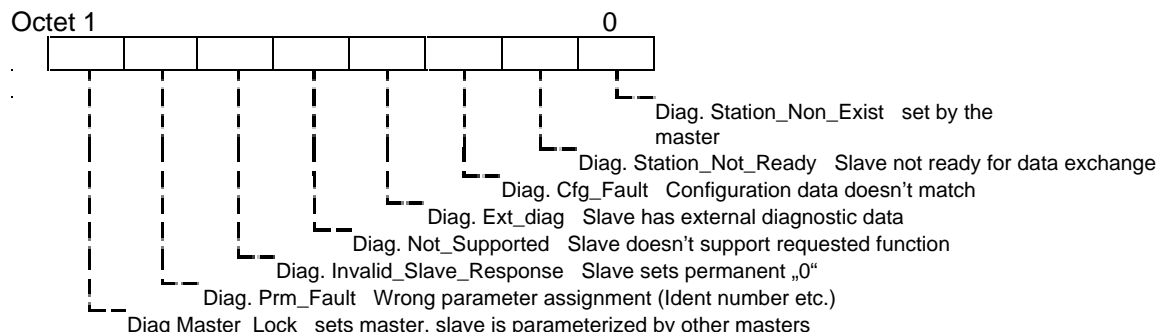 Octet 1 0
Diag. Station_Non_Exist set by the
master
Diag. Station_Not_Ready Slave not ready for data exchange
Diag. Cfg_Fault Configuration data doesn't match
Diag. Ext_diag Slave has external diagnostic data
Diag. Not_Supported Slave doesn't support requested function
Diag. Invalid_Slave_Response Slave sets permanent „0“
Diag. Prm_Fault Wrong parameter assignment (Ident number etc.)
Diag Master_Lock sets master, slave is parameterized by other masters